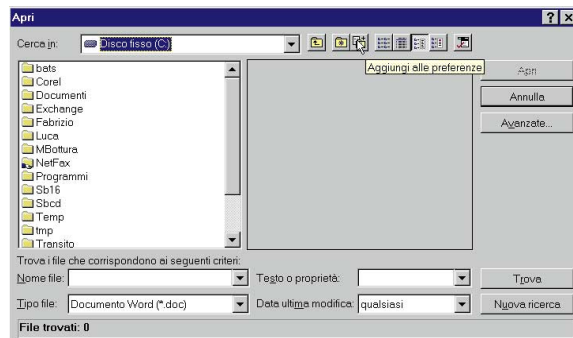 Apri
Cerca in: Disco fisso (C:)
Aggiungi alle preferenze
bats
Corel
Documenti
Exchange
Fabrizio
Luca
MBottura
NetFax
Programmi
Sb16
Sbcd
Temp
tmp
Transito
Apri
Annulla
Avanzate...
Trova i file che corrispondono ai seguenti criteri:
Nome file: Testo o proprietà: Trova
Tipo file: Documento Word (*.doc) Data ultima modifica: qualsiasi Nuova ricerca
File trovati: 0